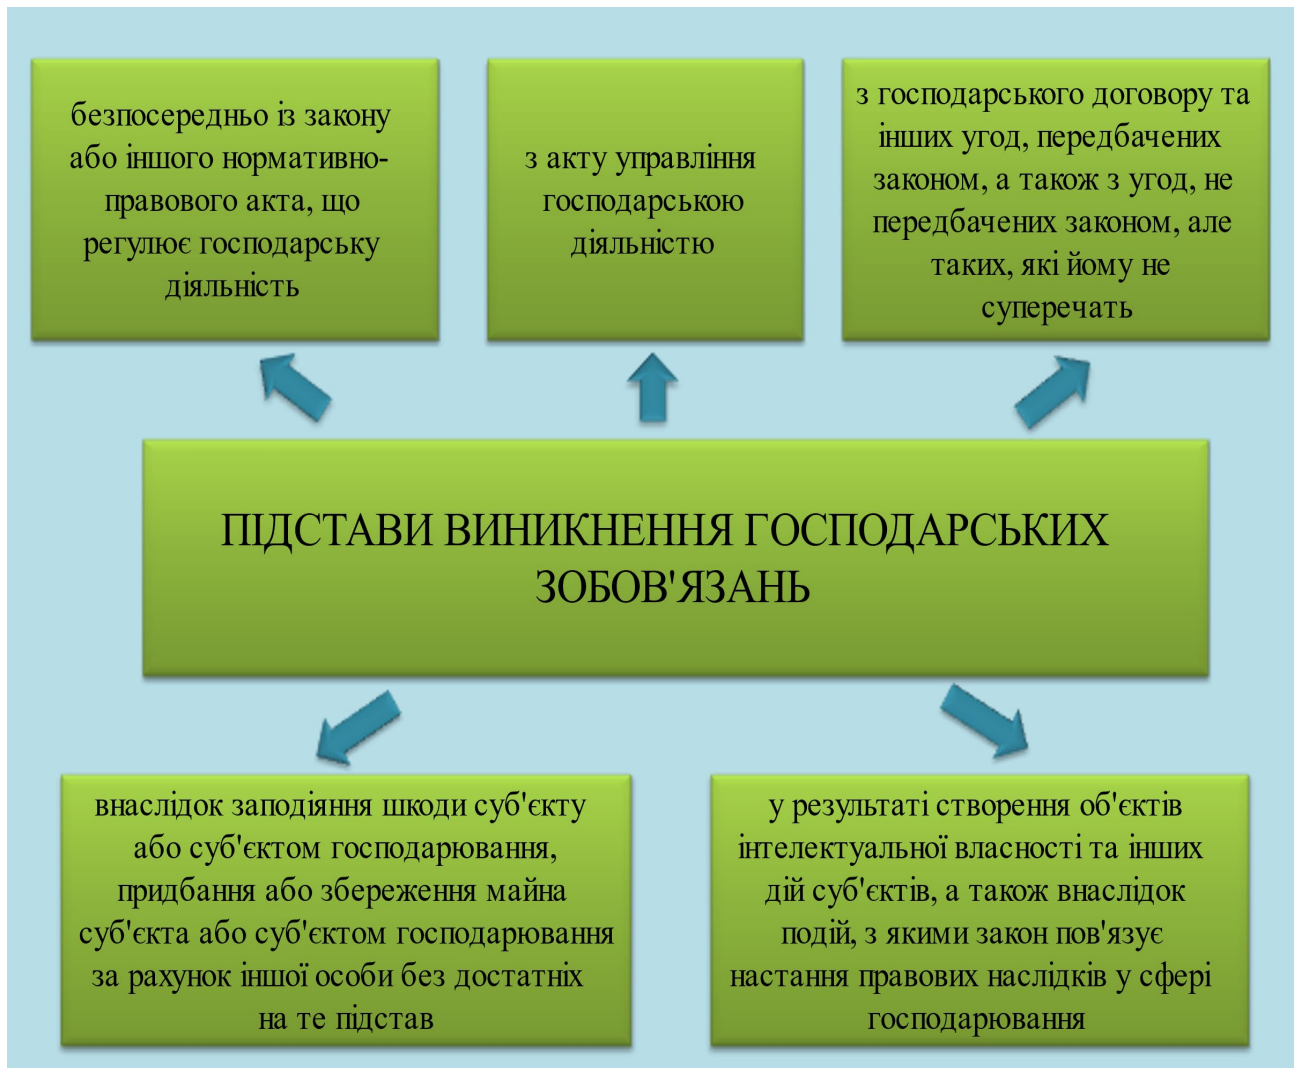 безпосередньо із закону
або іншого нормативно-
правового акта, що
регулює господарську
діяльність
з акту управління
господарською
діяльністю
з господарського договору та
інших угод, передбачених
законом, а також з угод, не
передбачених законом, але
таких, які йому не
суперечать
ПІДСТАВИ ВИНИКНЕННЯ ГОСПОДАРСЬКИХ
ЗОБОВ'ЯЗАНЬ
внаслідок заподіяння шкоди суб'єкту
або суб'єктом господарювання,
придбання або збереження майна
суб'єкта або суб'єктом господарювання
за рахунок іншої особи без достатніх
на те підстав
у результаті створення об'єктів
інтелектуальної власності та інших
дій суб'єктів, а також внаслідок
подій, з якими закон пов'язує
настання правових наслідків у сфері
господарювання